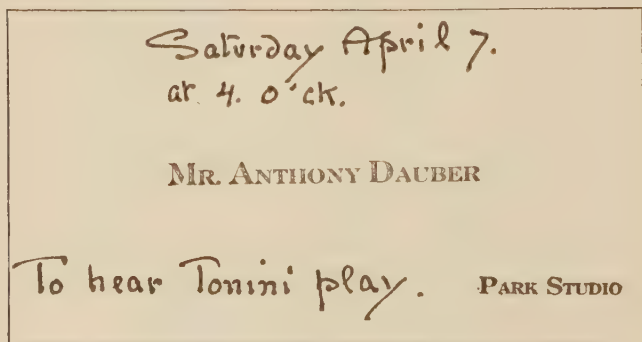 Saturday April 7.
at 4. o'ck.
MR. ANTHONY DAUBER
To hear Tonini play. PARK STUDIO